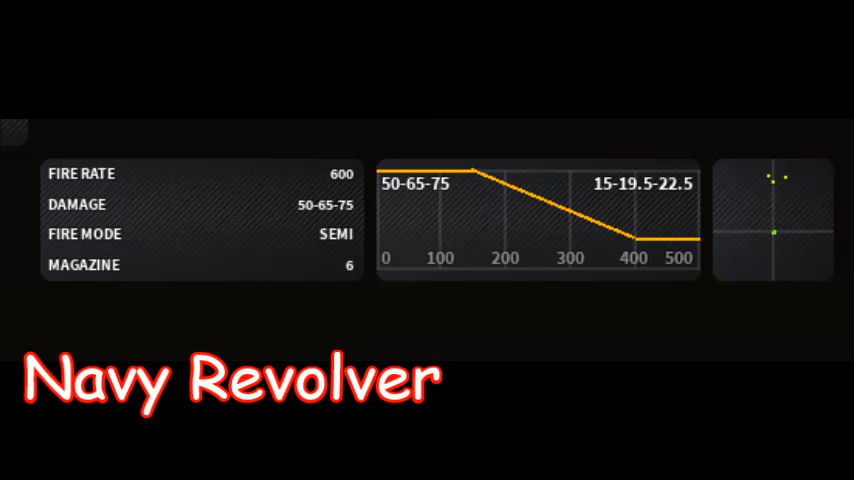 FIRE RATE 600
DAMAGE 50-65-75
FIRE MODE SEMI
MAGAZINE 6
50-65-75 15-19.5-22.5
0 100 200 300 400 500
Navy Revolver